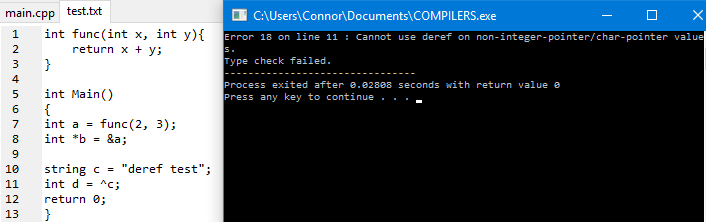 main.cpp test.txt
1 int func(int x, int y){
2 return x + y;
3 }
4
5 int Main()
6 {
7 int a = func(2, 3);
8 int *b = &a;
9
10 string c = "deref test";
11 int d = ^c;
12 return 0;
13 }
C:\Users\Connor\Documents\COMPILERS.exe
Error 18 on line 11 : Cannot use deref on non-integer-pointer/char-pointer value
s.
Type check failed.
--------------------------------
Process exited after 0.02808 seconds with return value 0
Press any key to continue . . .